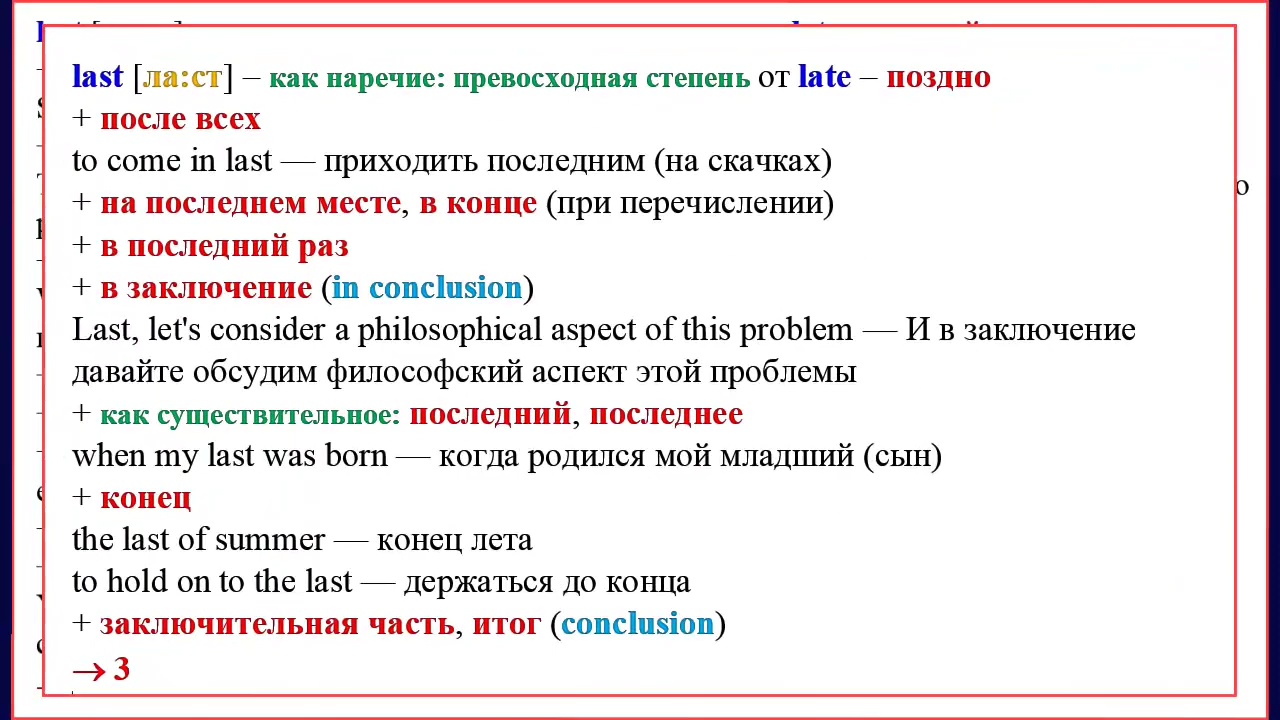 last [ла:ст] – как наречие: превосходная степень от late – поздно
+ после всех
to come in last — приходить последним (на скачках)
+ на последнем месте, в конце (при перечислении)
+ в последний раз
+ в заключение (in conclusion)
Last, let's consider a philosophical aspect of this problem — И в заключение
давайте обсудим философский аспект этой проблемы
+ как существительное: последний, последнее
when my last was born — когда родился мой младший (сын)
+ конец
the last of summer — конец лета
to hold on to the last — держаться до конца
+ заключительная часть, итог (conclusion)
→ 3